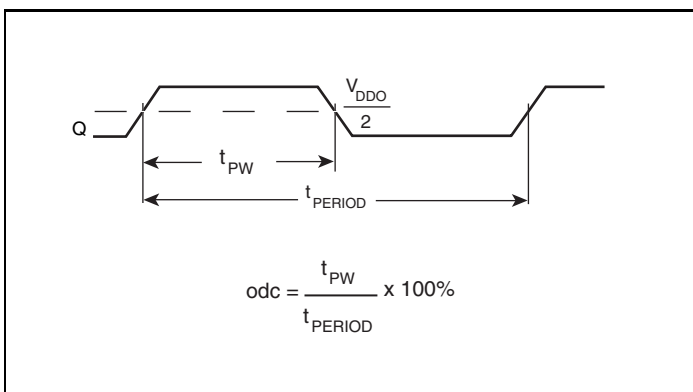 Q
V_DDO
2
t_PW
t_PERIOD
odc = t_PW
t_PERIOD
x 100%